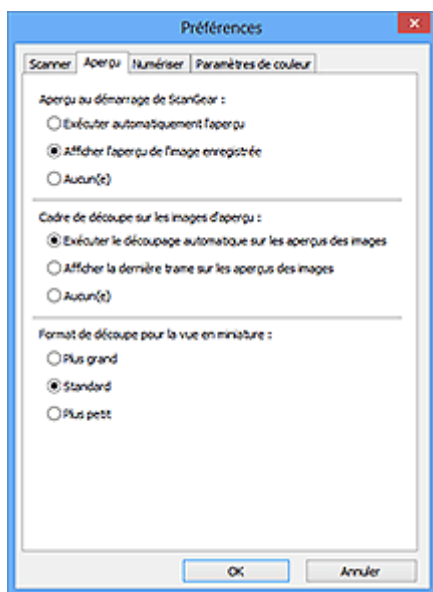 Préférences
Scanner Aperçu Numériser Paramètres de couleur
Aperçu au démarrage de ScanGear :
Exécuter automatiquement l'aperçu
Afficher l'aperçu de l'image enregistrée
Aucun(e)
Cadre de découpe sur les images d'aperçu :
Exécuter le découpage automatique sur les aperçus des images
Afficher la dernière trame sur les aperçus des images
Aucun(e)
Format de découpe pour la vue en miniature :
Plus grand
Standard
Plus petit
OK Annuler